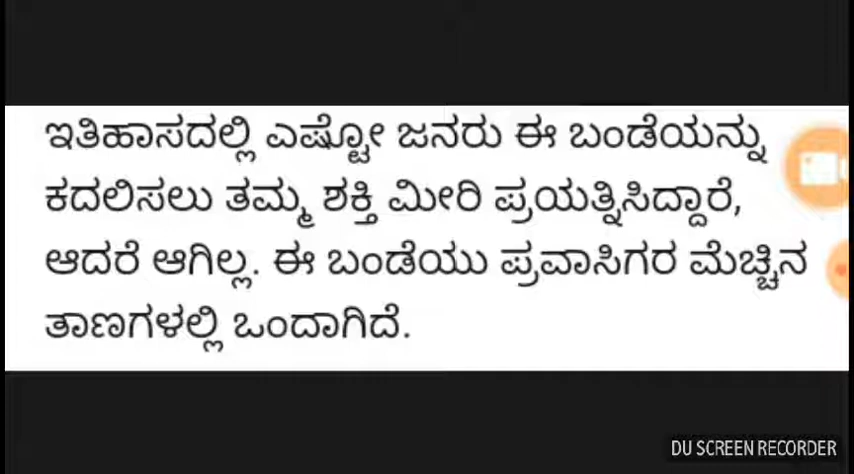 ಇತಿಹಾಸದಲ್ಲಿ ಎಷ್ಟೋ ಜನರು ಈ ಬಂಡೆಯನ್ನು
ಕದಲಿಸಲು ತಮ್ಮ ಶಕ್ತಿ ಮೀರಿ ಪ್ರಯತ್ನಿಸಿದ್ದಾರೆ,
ಆದರೆ ಆಗಿಲ್ಲ. ಈ ಬಂಡೆಯು ಪ್ರವಾಸಿಗರ ಮೆಚ್ಚಿನ
ತಾಣಗಳಲ್ಲಿ ಒಂದಾಗಿದೆ.
DU SCREEN RECORDER